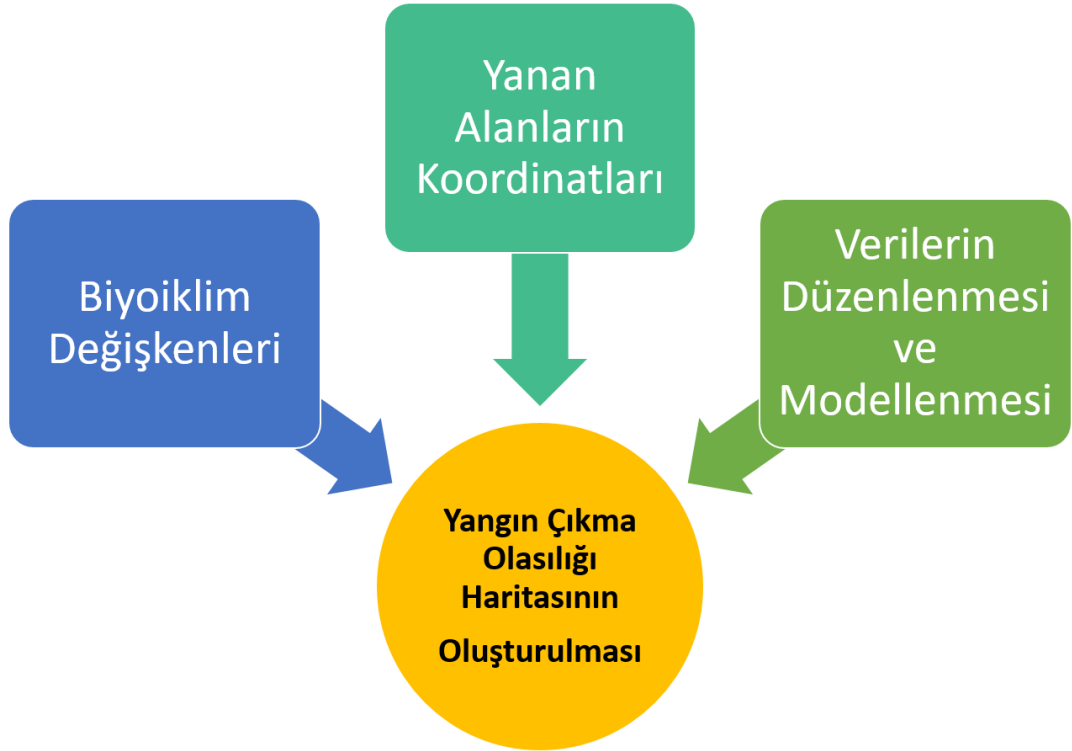 Yanan
Alanların
Koordinatları
Biyoiklim
Değişkenleri
Verilerin
Düzenlenmesi
ve
Modellenmesi
Yangın Çıkma
Olasılığı
Haritasının
Oluşturulması